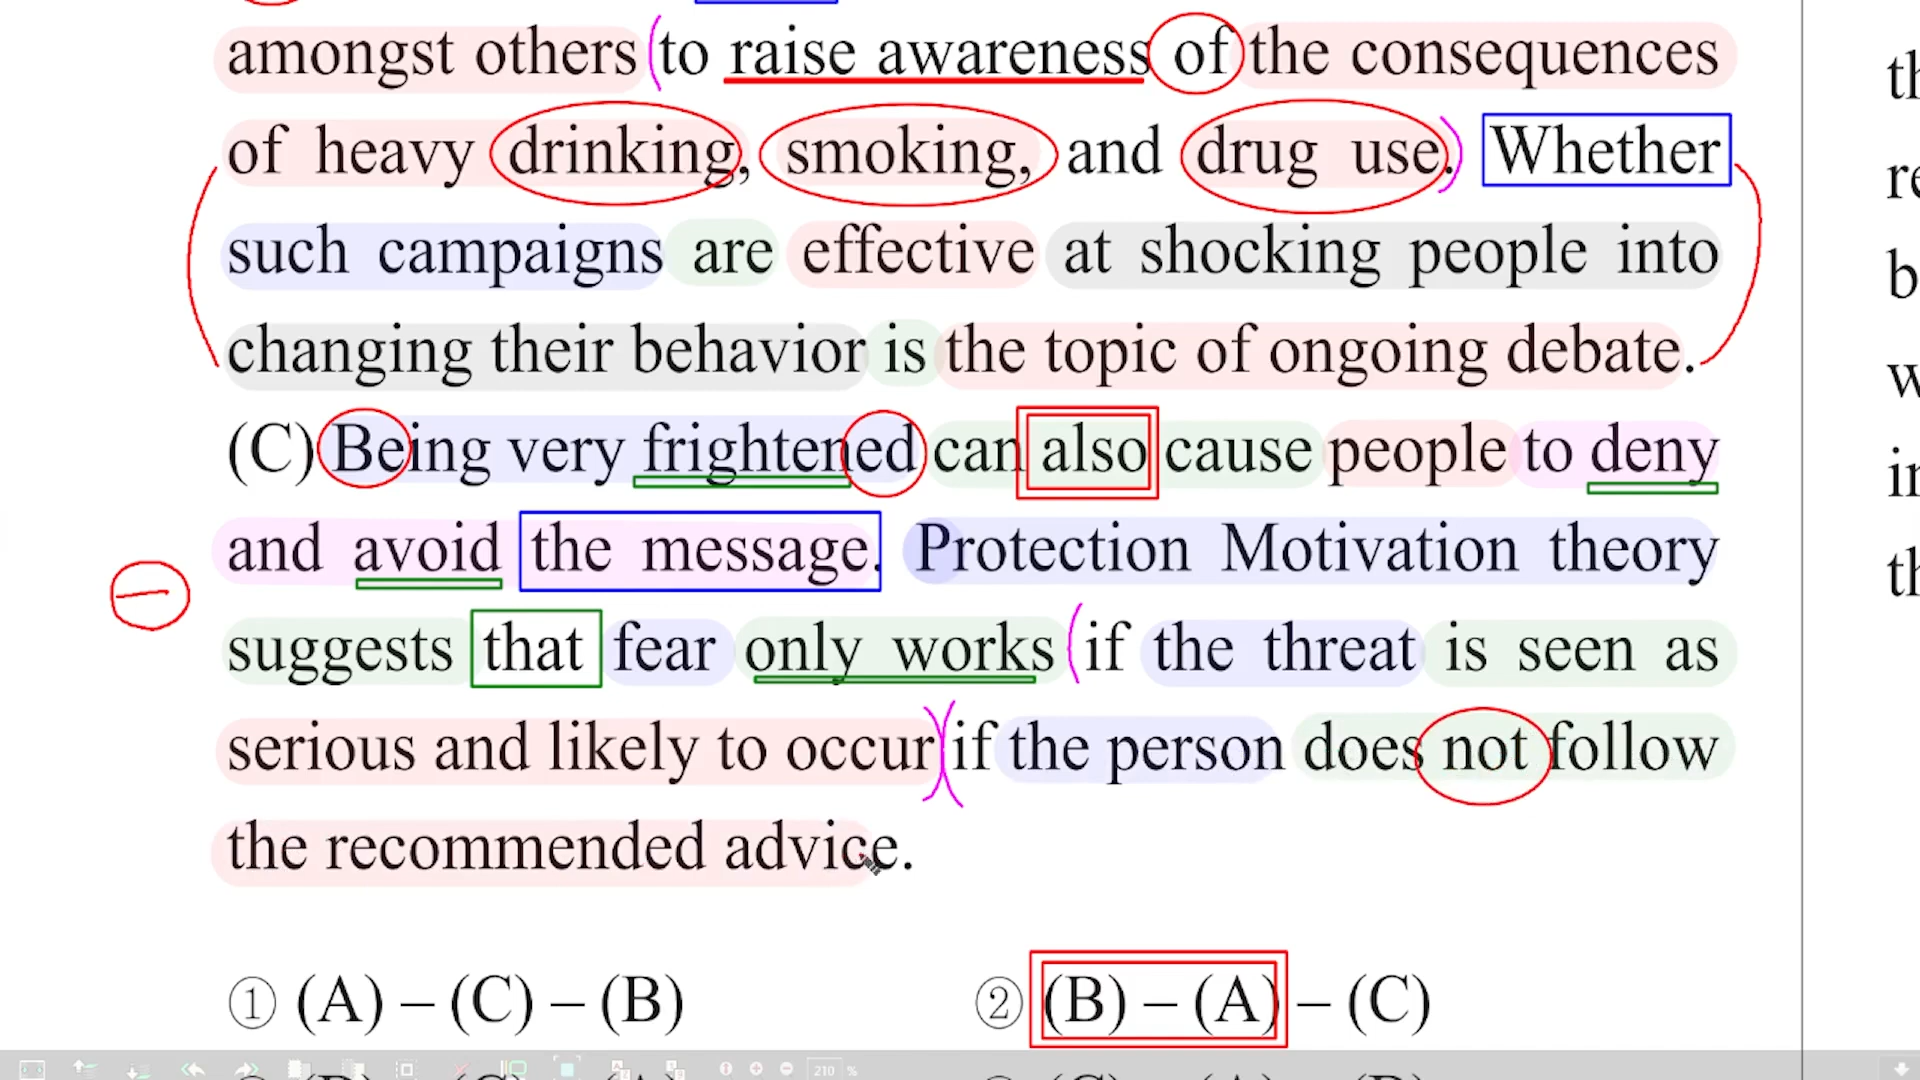 amongst others (to raise awareness of the consequences
of heavy drinking, smoking, and drug use.) Whether
such campaigns are effective at shocking people into
changing their behavior is the topic of ongoing debate.
(C) Being very frightened can also cause people to deny
and avoid the message. Protection Motivation theory
suggests that fear only works (if the threat is seen as
serious and likely to occur) (if the person does not follow
the recommended advice.
① (A) – (C) – (B)
② (B) – (A) – (C)
210 %